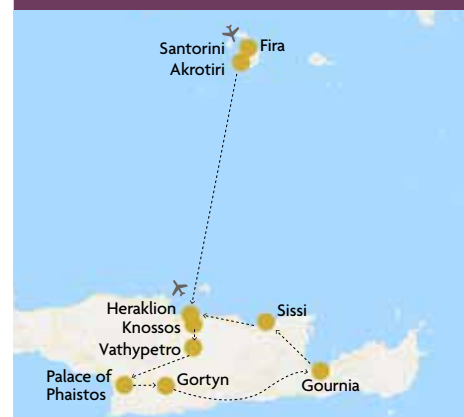 Santorini
Fira
Akrotiri
Heraklion
Knossos
Sissi
Vathypetro
Palace of
Phaistos
Gortyn
Gournia